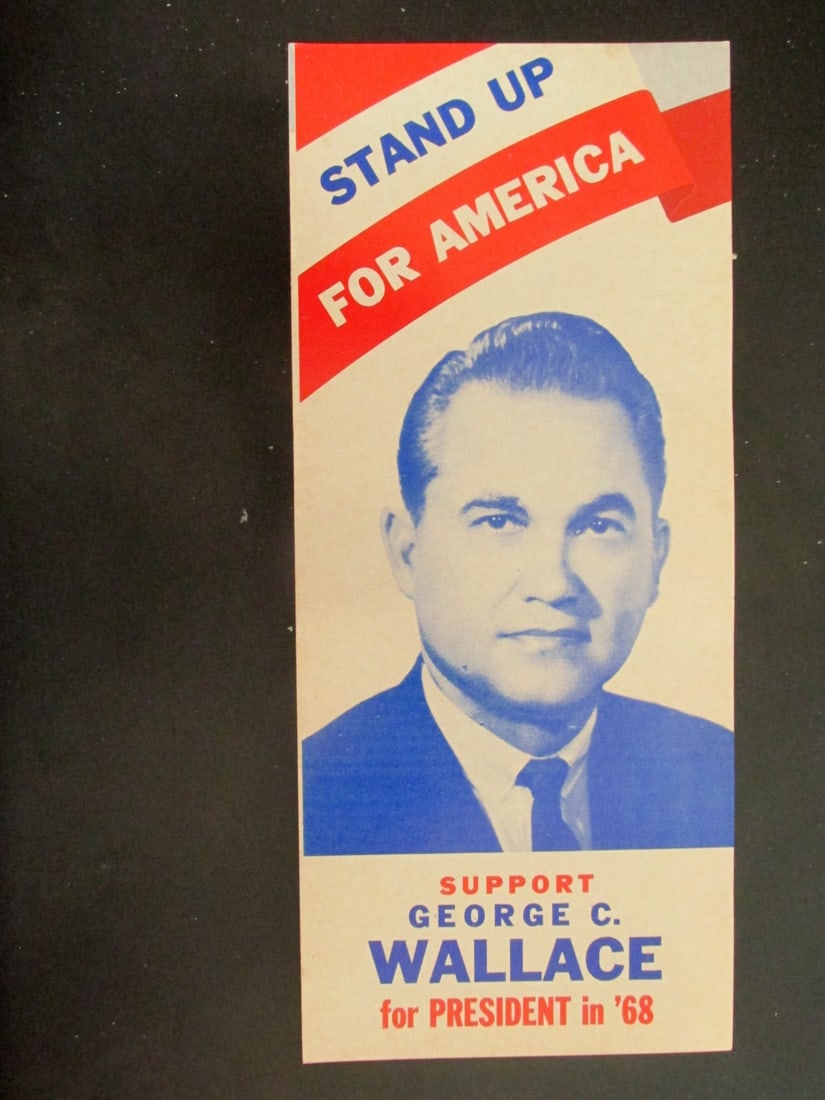 STAND UP
FOR AMERICA
SUPPORT
GEORGE C.
WALLACE
for PRESIDENT in '68